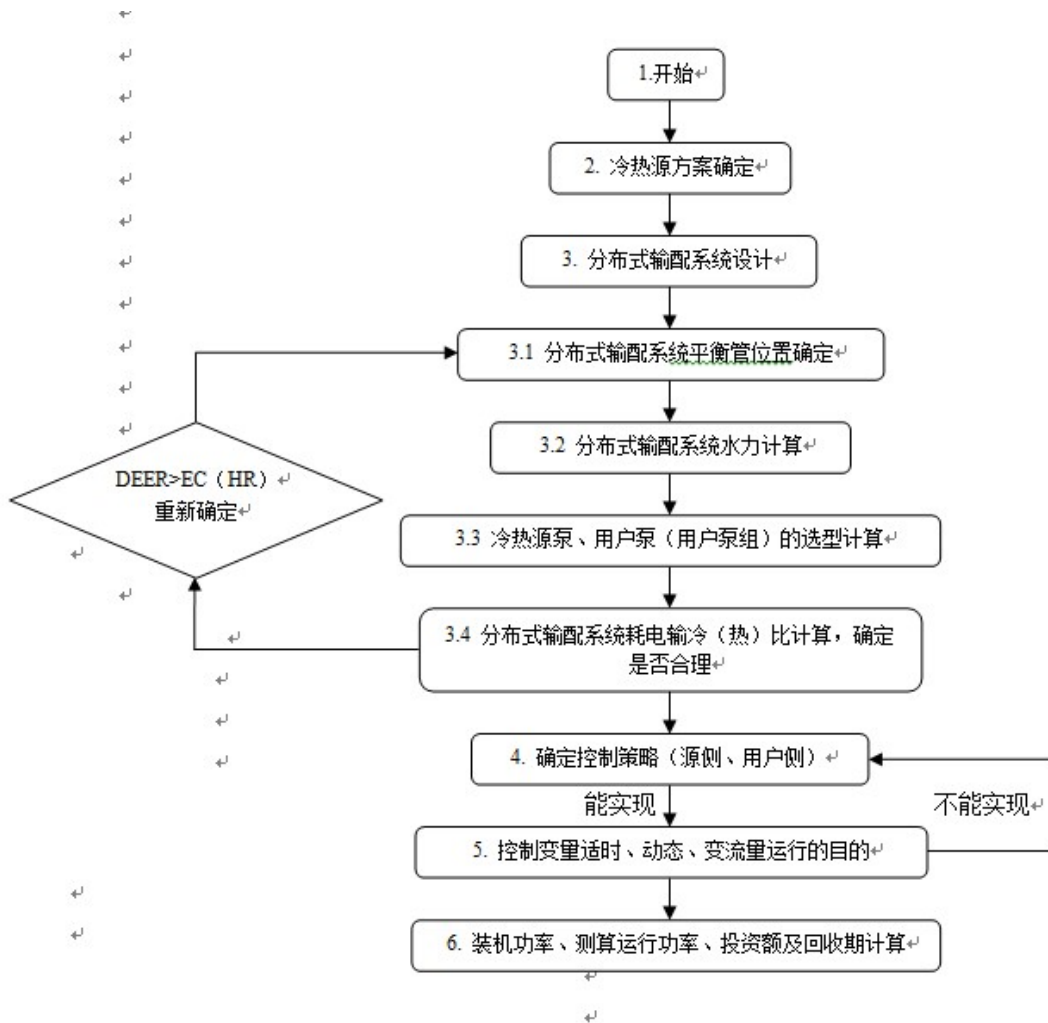 1.开始
2. 冷热源方案确定
3. 分布式输配系统设计
3.1 分布式输配系统平衡管位置确定
3.2 分布式输配系统水力计算
DEER>EC（HR）
重新确定
3.3 冷热源泵、用户泵（用户泵组）的选型计算
3.4 分布式输配系统耗电输冷（热）比计算，确定
是否合理
4. 确定控制策略（源侧、用户侧）
能实现
不能实现
5. 控制变量适时、动态、变流量运行的目的
6. 装机功率、测算运行功率、投资额及回收期计算